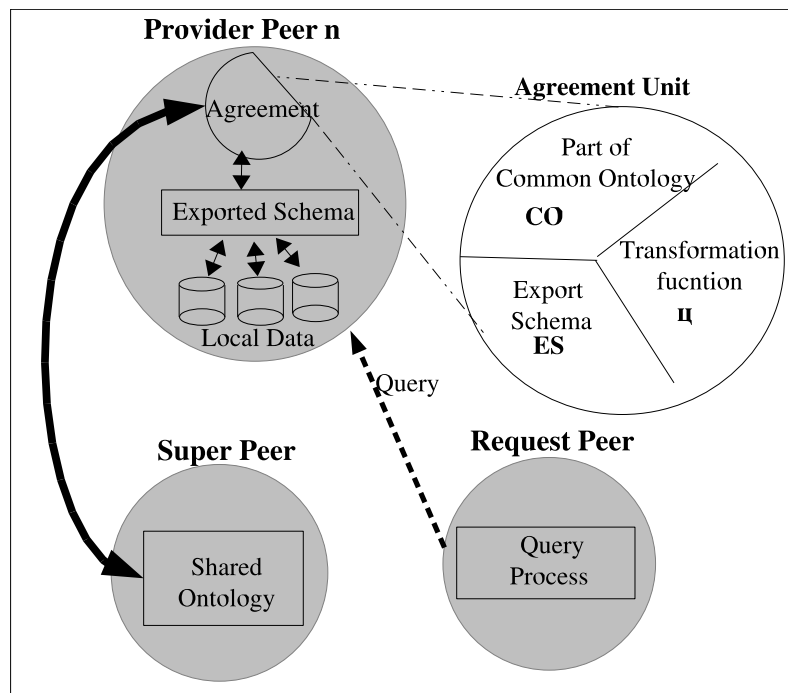 Provider Peer n
Agreement
Exported Schema
Local Data
Agreement Unit
Part of
Common Ontology
CO
Transformation
fucntion
ц
Export
Schema
ES
Query
Super Peer
Shared
Ontology
Request Peer
Query
Process